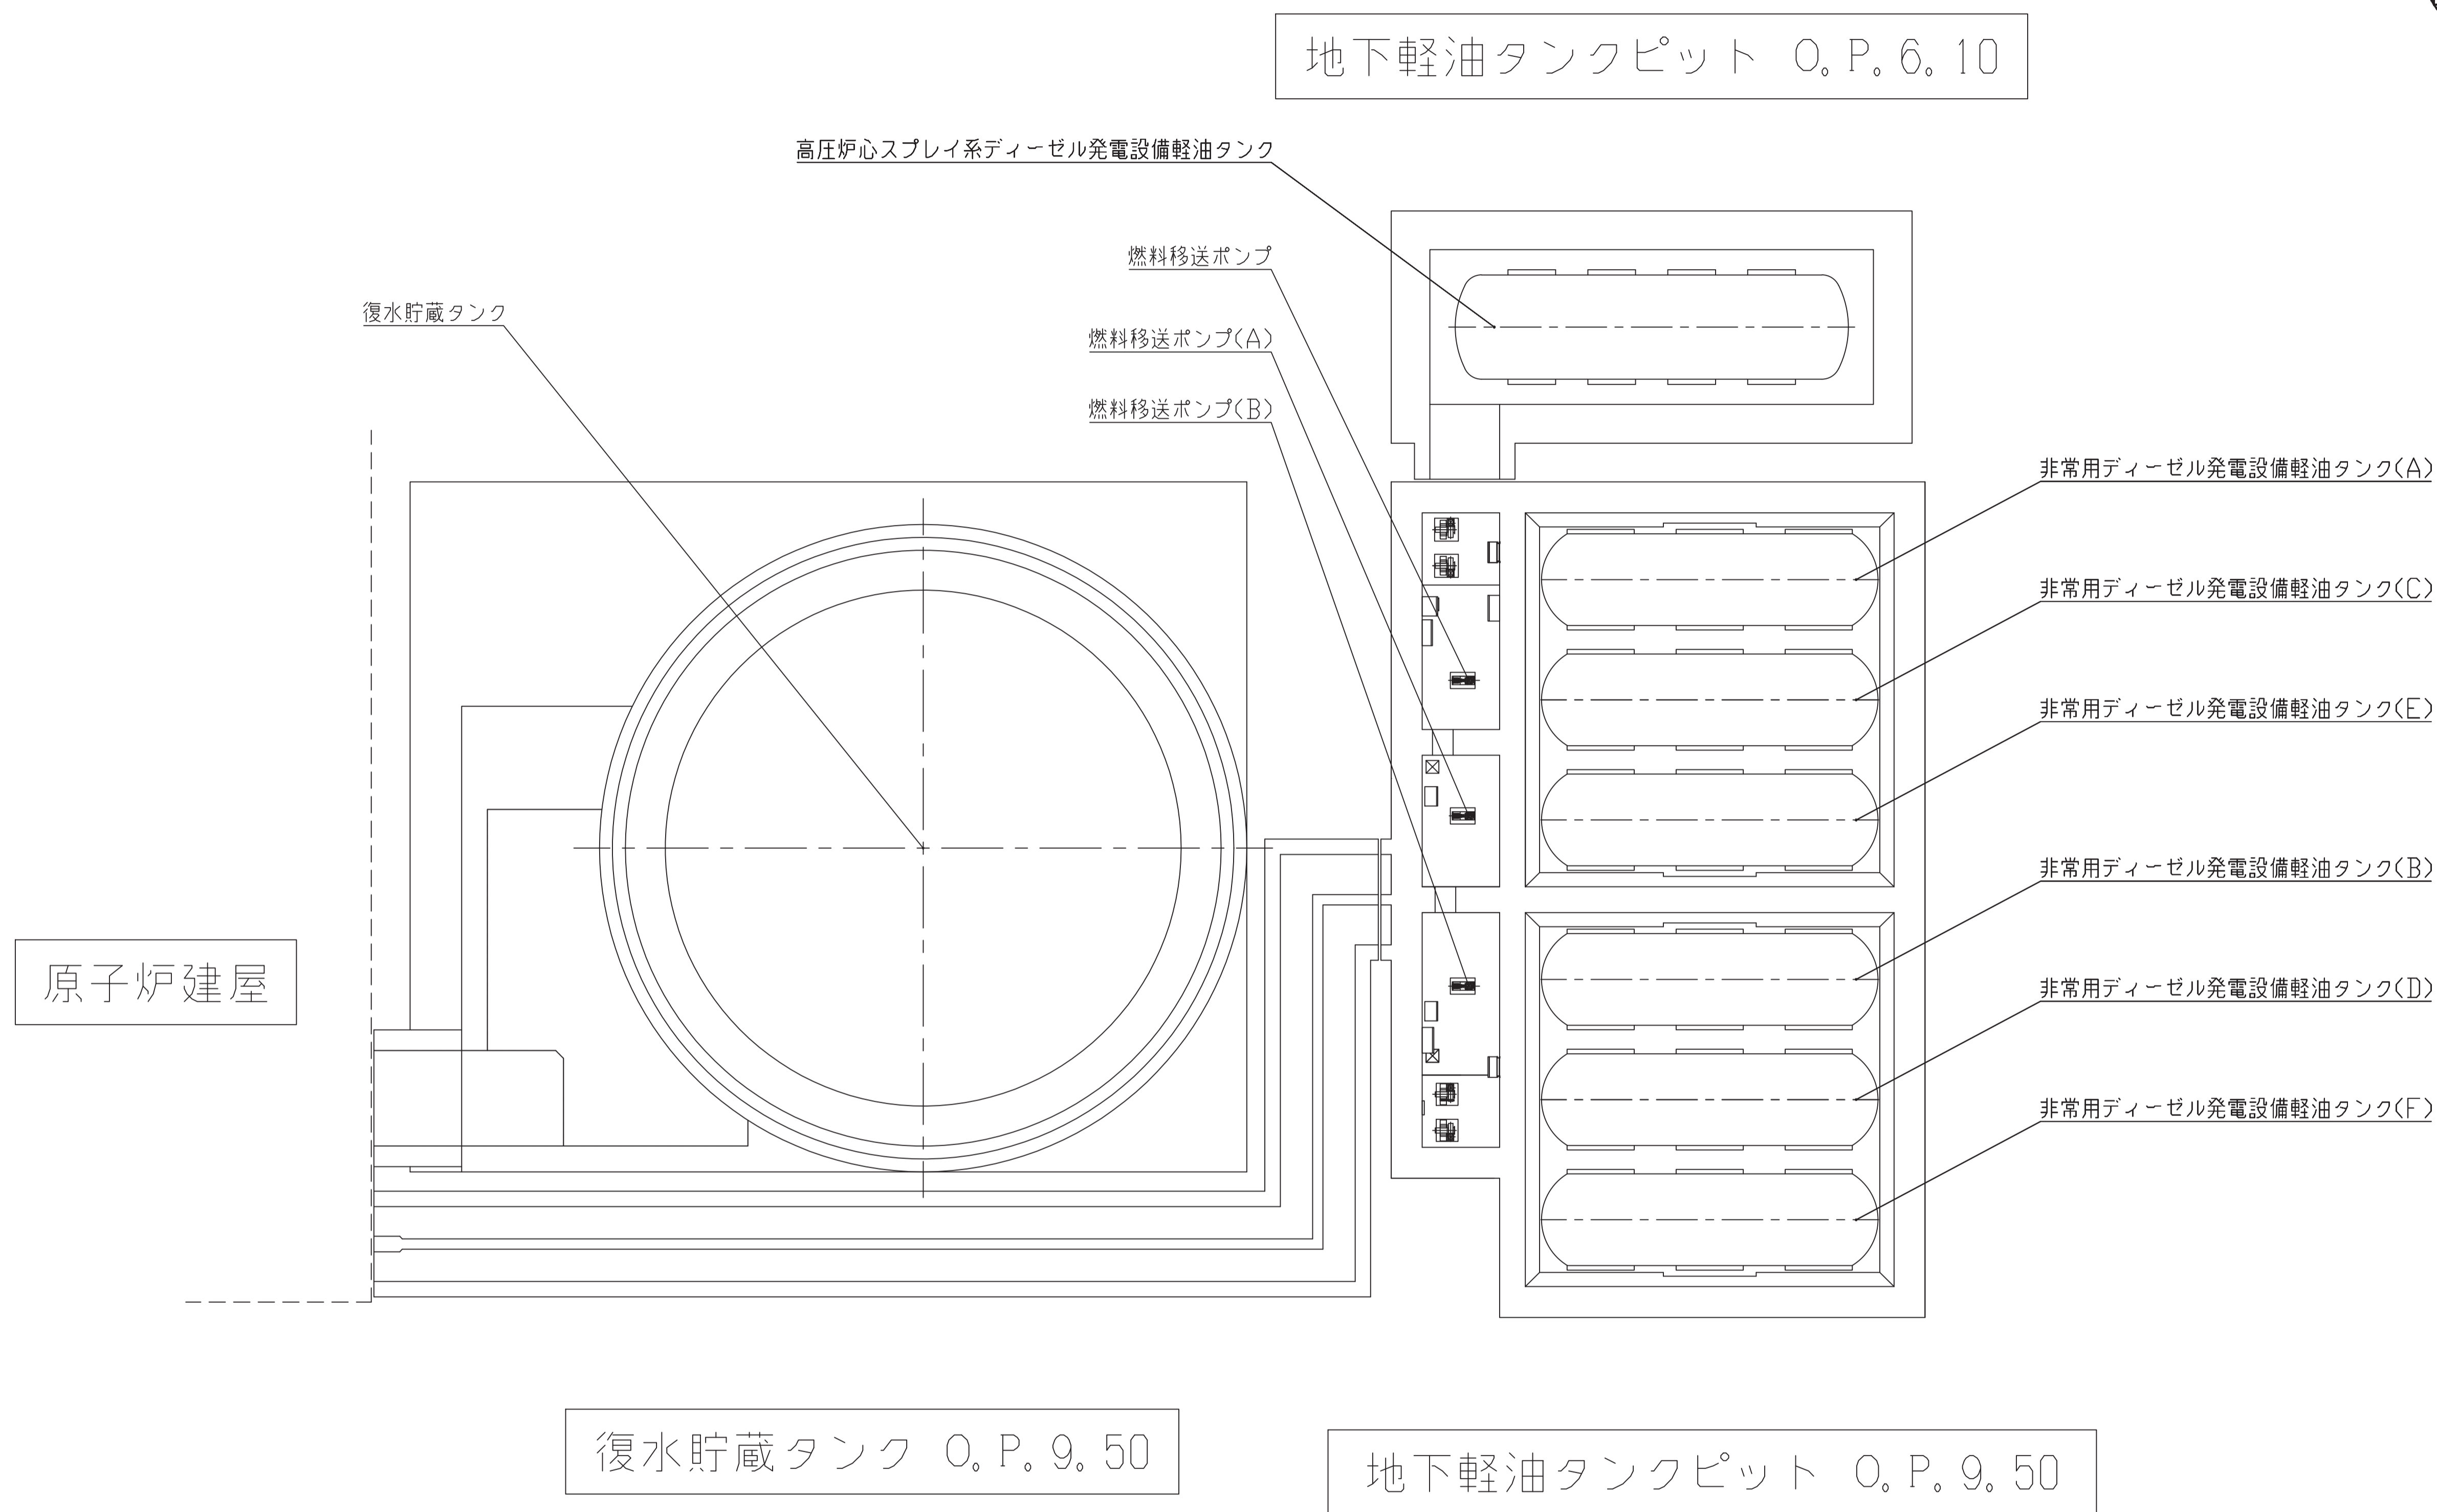 地下軽油タンクピット O.P.6.10
高圧炉心スプレイ系ディーゼル発電設備軽油タンク
燃料移送ポンプ
復水貯蔵タンク
燃料移送ポンプ(A)
燃料移送ポンプ(B)
非常用ディーゼル発電設備軽油タンク(A)
非常用ディーゼル発電設備軽油タンク(C)
非常用ディーゼル発電設備軽油タンク(E)
非常用ディーゼル発電設備軽油タンク(B)
原子炉建屋
非常用ディーゼル発電設備軽油タンク(D)
非常用ディーゼル発電設備軽油タンク(F)
復水貯蔵タンク O.P.9.50
地下軽油タンクピット O.P.9.50